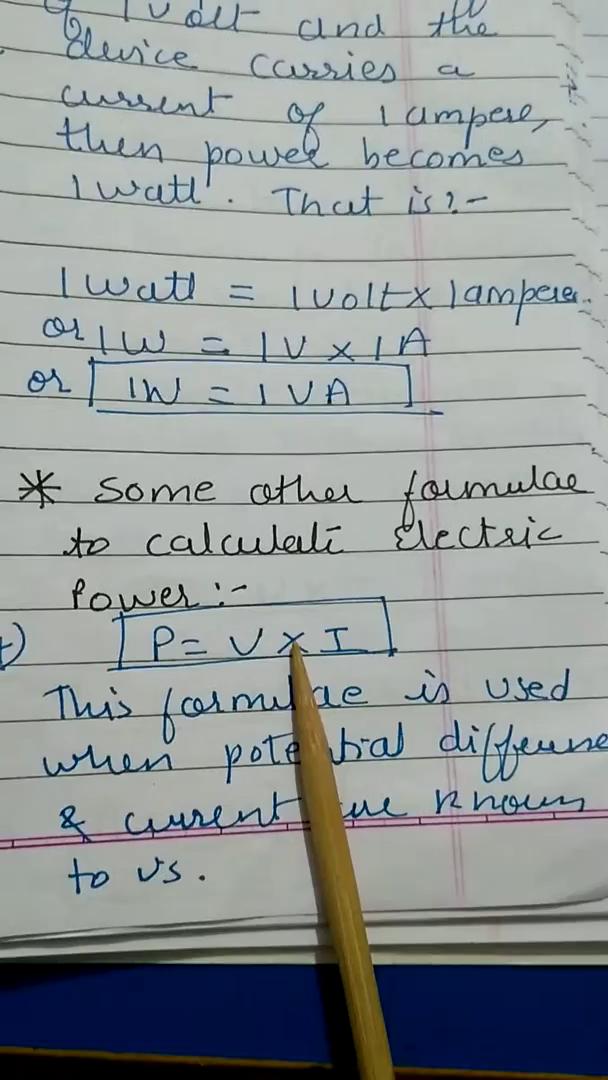 1 volt and the
device carries a
current of 1 ampere,
then power becomes
1 watt. That is:-
1 watt = 1 volt x 1 ampere.
or 1W = 1V x 1A
or 1W = 1VA
* Some other formulae
to calculate Electric
Power:-
P = V x I
This formulae is used
when potential difference
& current are known
to us.